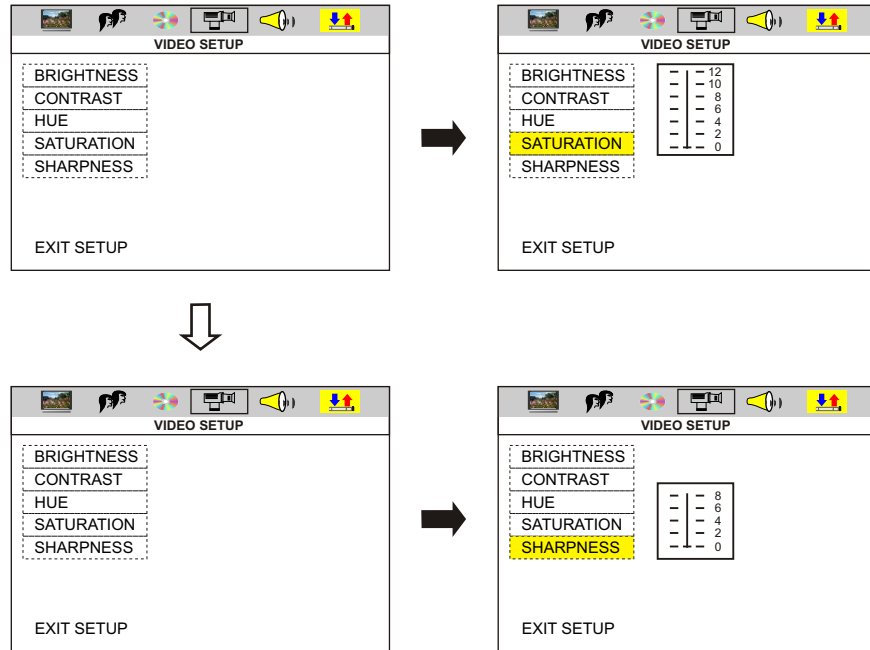 VIDEO SETUP
BRIGHTNESS
CONTRAST
HUE
SATURATION
SHARPNESS
EXIT SETUP
VIDEO SETUP
BRIGHTNESS
CONTRAST
HUE
SATURATION
SHARPNESS
12
10
8
6
4
2
0
EXIT SETUP
VIDEO SETUP
BRIGHTNESS
CONTRAST
HUE
SATURATION
SHARPNESS
EXIT SETUP
VIDEO SETUP
BRIGHTNESS
CONTRAST
HUE
SATURATION
SHARPNESS
8
6
4
2
0
EXIT SETUP